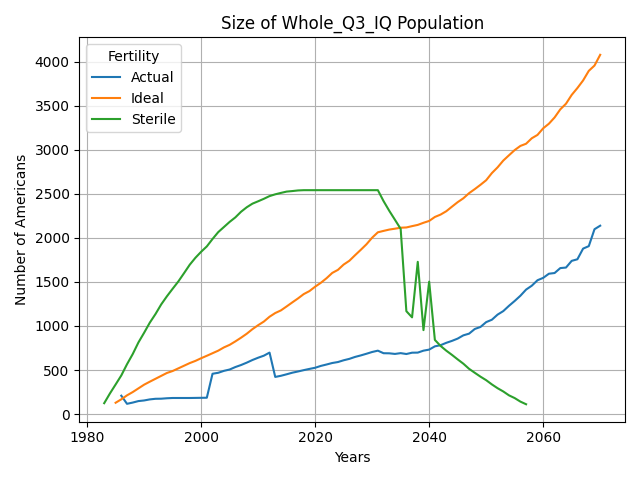 Size of Whole_Q3_IQ Population
Fertility
Actual
Ideal
Sterile
Number of Americans
4000
3500
3000
2500
2000
1500
1000
500
0
1980
2000
2020
2040
2060
Years